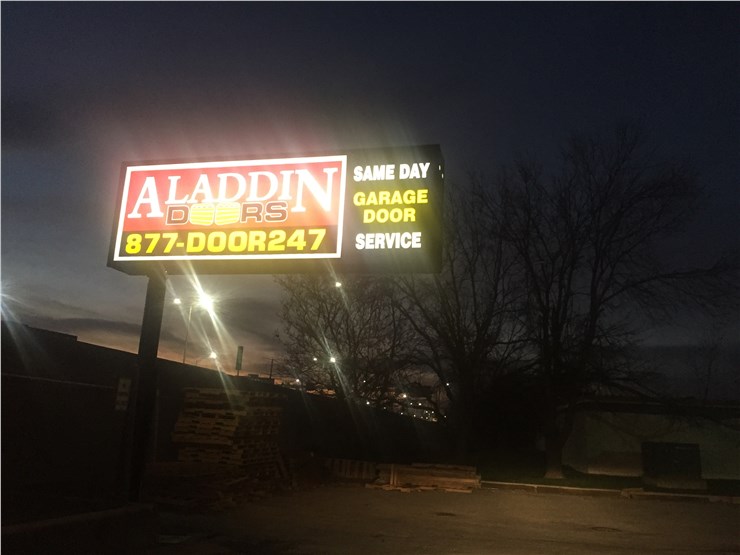 ALADDIN
DOORS
877-DOOR247
SAME DAY
GARAGE
DOOR
SERVICE